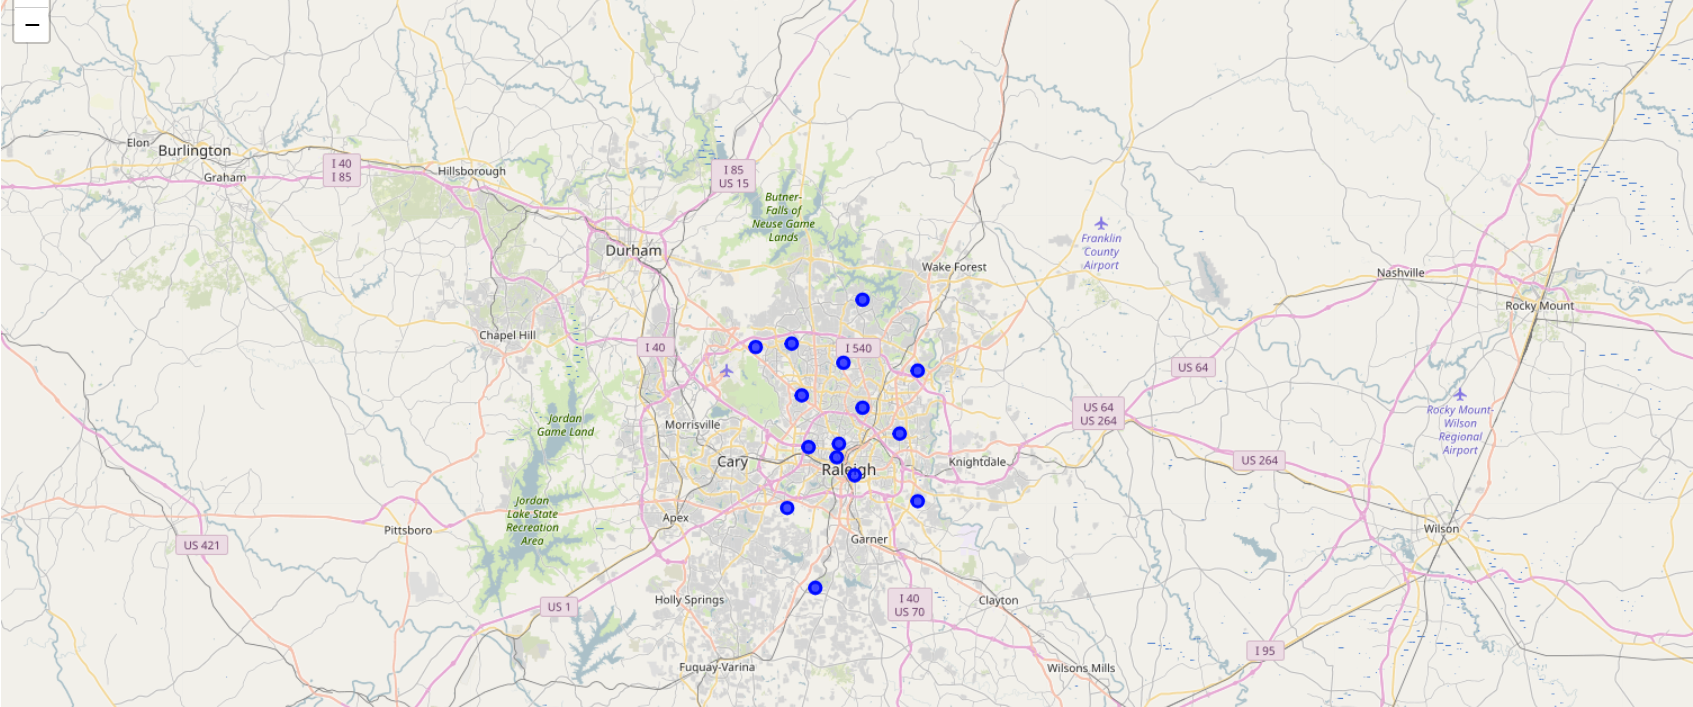 −
Elon
Burlington
Graham
I 40
I 85
Hillsborough
I 85
US 15
Butner-
Falls of
Neuse Game
Lands
Durham
Franklin
County
Airport
Wake Forest
Nashville
Rocky Mount
Chapel Hill
I 40
I 540
US 64
Jordan
Game Land
Morrisville
US 64
US 264
Rocky Mount-
Wilson
Regional
Airport
Cary
Raleigh
Knightdale
US 264
Jordan
Lake State
Recreation
Area
Apex
Pittsboro
US 421
Garner
Wilson
US 1
Holly Springs
I 40
US 70
Clayton
I 95
Fuquay-Varina
Wilsons Mills